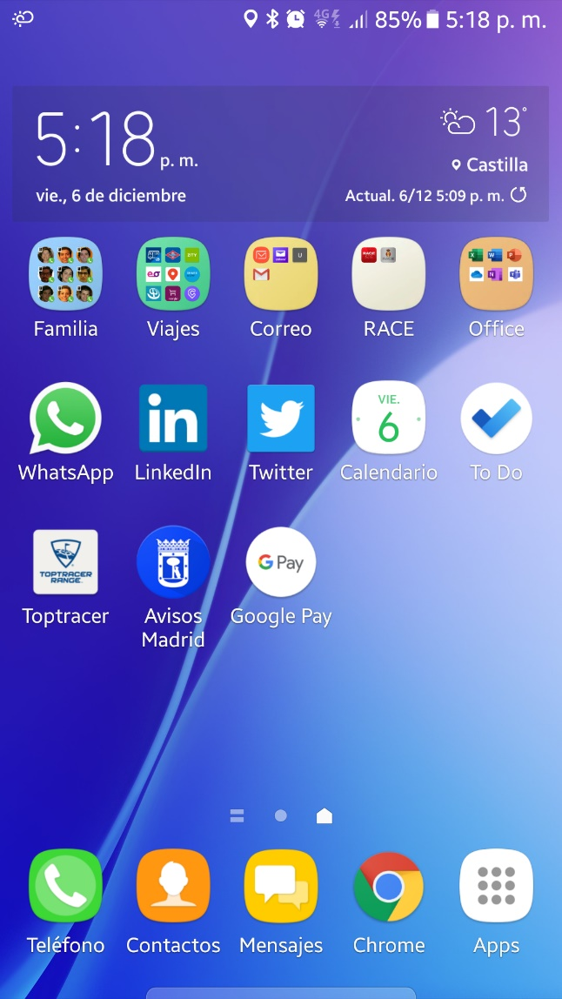 4G 85% 5:18 p. m.
5:18 p. m.
13°
Castilla
vie., 6 de diciembre
Actual. 6/12 5:09 p. m.
Familia
Viajes
Correo
RACE
Office
WhatsApp
in
LinkedIn
Twitter
VIE.
6
Calendario
To Do
TOPTRACER
RANGE
Toptracer
Avisos
Madrid
G Pay
Google Pay
Teléfono
Contactos
Mensajes
Chrome
Apps